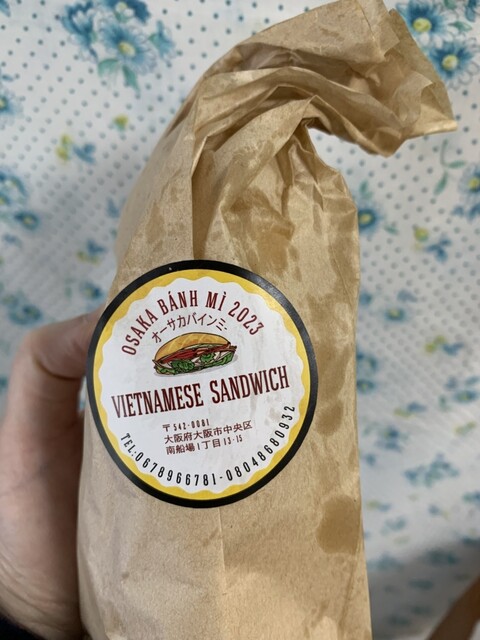 OSAKA BÁNH MÌ 2023
オーサカバインミー
VIETNAMESE SANDWICH
〒542-0081
大阪府大阪市中央区
南船場1丁目13-15
TEL:0678966781-08048680932